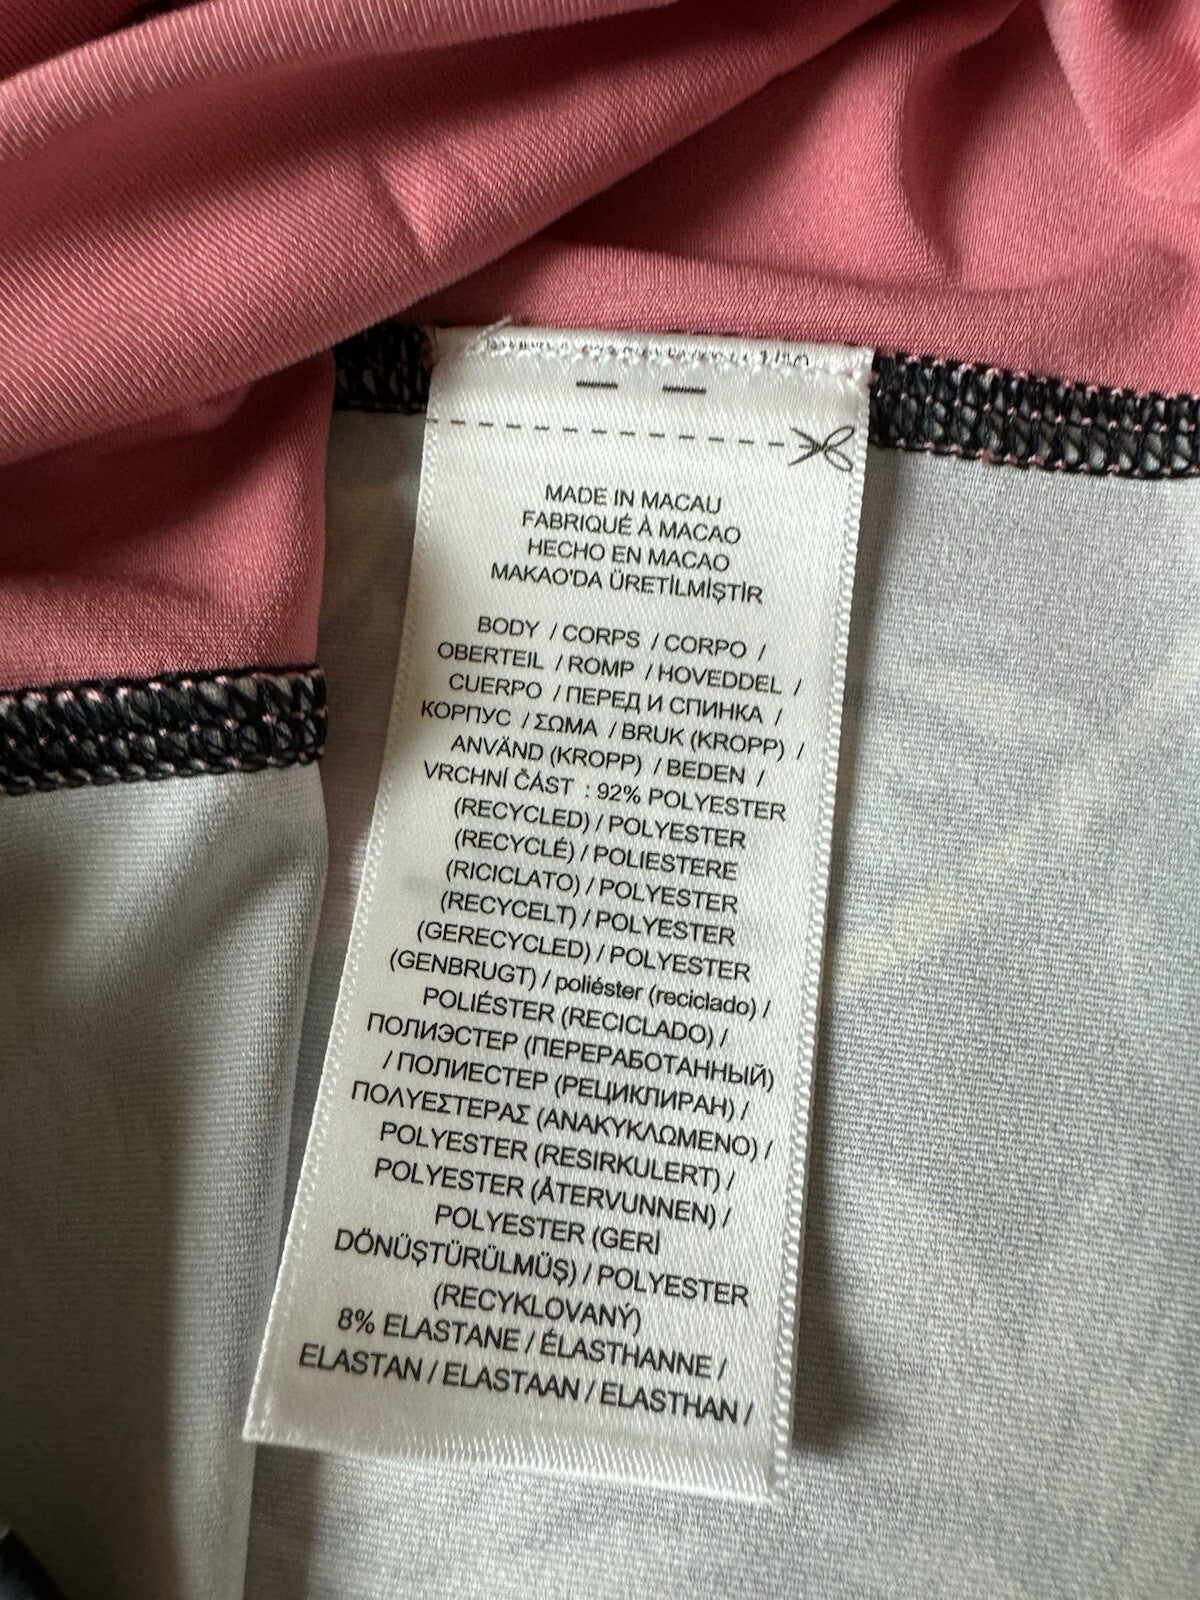 MADE IN MACAU
FABRIQUÉ À MACAO
HECHO EN MACAO
MAKAO'DA ÜRETİLMİŞTİR
BODY / CORPS / CORPO /
OBERTEIL / ROMP / HOVEDDEL /
CUERPO / ПЕРЕД И СПИНКА /
КОРПУС / ΣΩΜΑ / BRUK (KROPP) /
ANVÄND (KROPP) / BEDEN /
VRCHNÍ ČÁST : 92% POLYESTER
(RECYCLED) / POLYESTER
(RECYCLÉ) / POLIESTERE
(RICICLATO) / POLYESTER
(RECYCELT) / POLYESTER
(GERECYCLED) / POLYESTER
(GENBRUGT) / poliéster (reciclado) /
POLIÉSTER (RECICLADO) /
ПОЛИЭСТЕР (ПЕРЕРАБОТАННЫЙ)
/ ПОЛИЕСТЕР (РЕЦИКЛИРАН) /
ΠΟΛΥΕΣΤΕΡΑΣ (ΑΝΑΚΥΚΛΩΜΕΝΟ) /
POLYESTER (RESIRKULERT) /
POLYESTER (ÅTERVUNNEN) /
POLYESTER (GERİ
DÖNÜŞTÜRÜLMÜŞ) / POLYESTER
(RECYKLOVANÝ)
8% ELASTANE / ÉLASTHANNE /
ELASTAN / ELASTAAN / ELASTHAN /